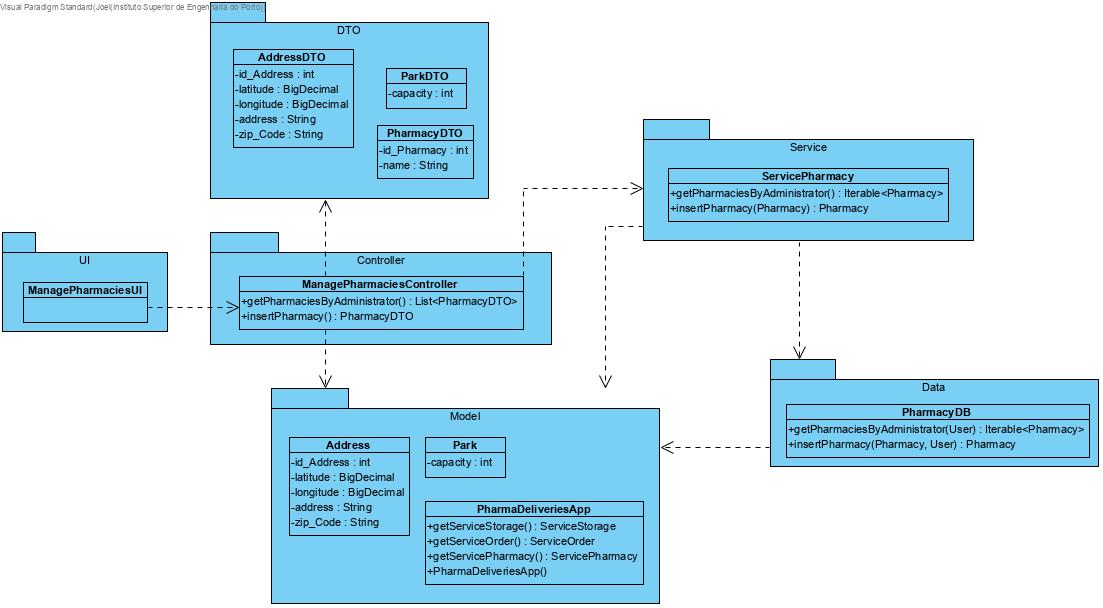 Visual Paradigm Standard(Joel(Instituto Superior de Engenharia do Porto))
DTO
AddressDTO
-id_Address : int
-latitude : BigDecimal
-longitude : BigDecimal
-address : String
-zip_Code : String
ParkDTO
-capacity : int
PharmacyDTO
-id_Pharmacy : int
-name : String
Service
ServicePharmacy
+getPharmaciesByAdministrator() : Iterable<Pharmacy>
+insertPharmacy(Pharmacy) : Pharmacy
UI
ManagePharmaciesUI
Controller
ManagePharmaciesController
+getPharmaciesByAdministrator() : List<PharmacyDTO>
+insertPharmacy() : PharmacyDTO
Data
PharmacyDB
+getPharmaciesByAdministrator(User) : Iterable<Pharmacy>
+insertPharmacy(Pharmacy, User) : Pharmacy
Model
Address
-id_Address : int
-latitude : BigDecimal
-longitude : BigDecimal
-address : String
-zip_Code : String
Park
-capacity : int
PharmaDeliveriesApp
+getServiceStorage() : ServiceStorage
+getServiceOrder() : ServiceOrder
+getServicePharmacy() : ServicePharmacy
+PharmaDeliveriesApp()